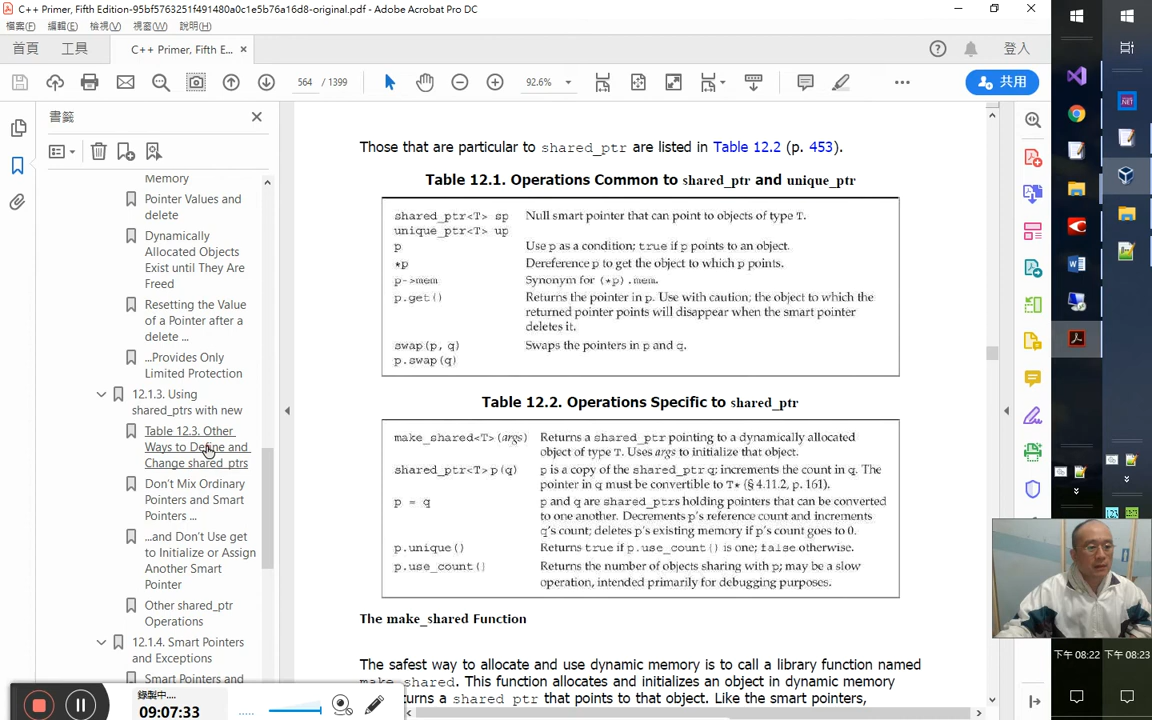 C++ Primer, Fifth Edition-95bf5763251f491480a0c1e5b76a16d8-original.pdf - Adobe Acrobat Pro DC
檔案(F) 編輯(E) 檢視(V) 視窗(W) 說明(H)
首頁 工具 C++ Primer, Fifth E... × 登入
564 / 1399 92.6% 共用
書籤
Memory
Pointer Values and
delete
Dynamically
Allocated Objects
Exist until They Are
Freed
Resetting the Value
of a Pointer after a
delete ...
...Provides Only
Limited Protection
12.1.3. Using
shared_ptrs with new
Table 12.3. Other
Ways to Define and
Change shared_ptrs
Don't Mix Ordinary
Pointers and Smart
Pointers ...
...and Don't Use get
to Initialize or Assign
Another Smart
Pointer
Other shared_ptr
Operations
12.1.4. Smart Pointers
and Exceptions
Smart Pointers and
錄製中....
09:07:33
Those that are particular to shared_ptr are listed in Table 12.2 (p. 453).
Table 12.1. Operations Common to shared_ptr and unique_ptr
shared_ptr<T> sp Null smart pointer that can point to objects of type T.
unique_ptr<T> up
p Use p as a condition; true if p points to an object.
*p Dereference p to get the object to which p points.
p->mem Synonym for (*p).mem.
p.get() Returns the pointer in p. Use with caution; the object to which the
returned pointer points will disappear when the smart pointer
deletes it.
swap(p, q) Swaps the pointers in p and q.
p.swap(q)
Table 12.2. Operations Specific to shared_ptr
make_shared<T>(args) Returns a shared_ptr pointing to a dynamically allocated
object of type T. Uses args to initialize that object.
shared_ptr<T> p(q) p is a copy of the shared_ptr q; increments the count in q. The
pointer in q must be convertible to T* (§ 4.11.2, p. 161).
p = q p and q are shared_ptrs holding pointers that can be converted
to one another. Decrements p's reference count and increments
q's count; deletes p's existing memory if p's count goes to 0.
p.unique() Returns true if p.use_count() is one; false otherwise.
p.use_count() Returns the number of objects sharing with p; may be a slow
operation, intended primarily for debugging purposes.
The make_shared Function
The safest way to allocate and use dynamic memory is to call a library function named
make_shared. This function allocates and initializes an object in dynamic memory
turns a shared_ptr that points to that object. Like the smart pointers,
.NET
下午 08:22 下午 08:23